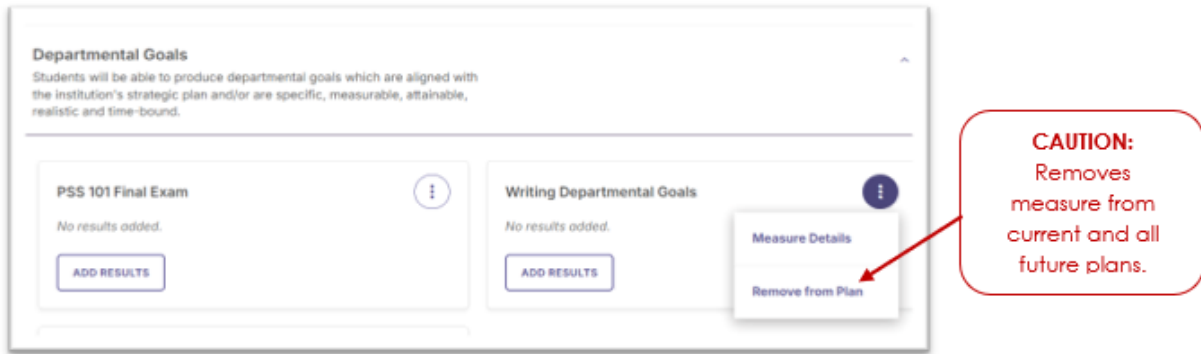 Departmental Goals
Students will be able to produce departmental goals which are aligned with
the institution's strategic plan and/or are specific, measurable, attainable,
realistic and time-bound.
PSS 101 Final Exam
No results added.
ADD RESULTS
Writing Departmental Goals
No results added.
ADD RESULTS
Measure Details
Remove from Plan
CAUTION:
Removes
measure from
current and all
future plans.